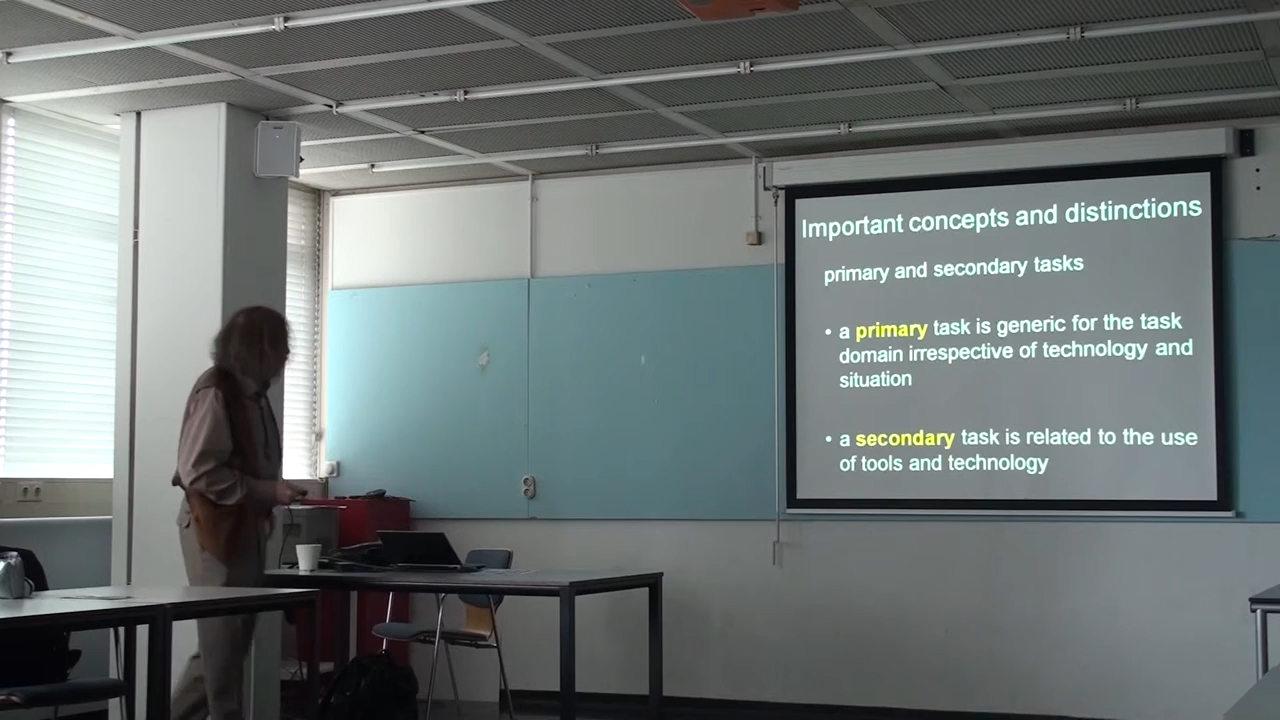 Important concepts and distinctions
primary and secondary tasks
• a primary task is generic for the task
domain irrespective of technology and
situation
• a secondary task is related to the use
of tools and technology